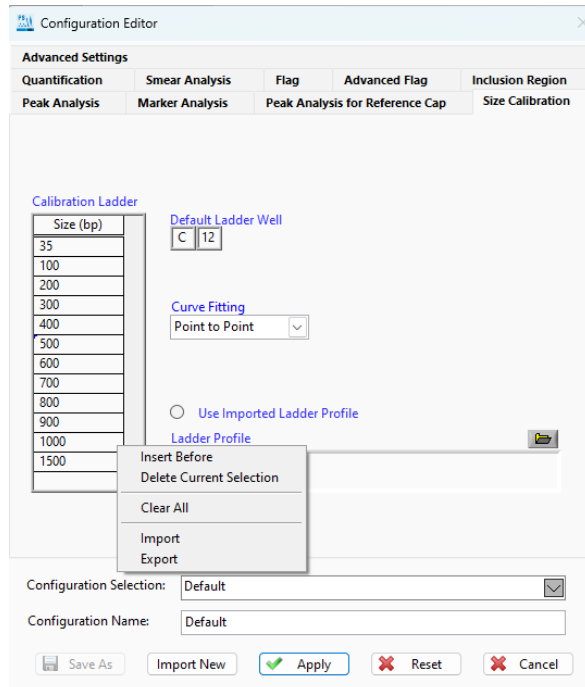 PS
Configuration Editor
Advanced Settings
Quantification Smear Analysis Flag Advanced Flag Inclusion Region
Peak Analysis Marker Analysis Peak Analysis for Reference Cap Size Calibration
Calibration Ladder
Size (bp)
35
100
200
300
400
500
600
700
800
900
1000
1500
Default Ladder Well
C 12
Curve Fitting
Point to Point
Use Imported Ladder Profile
Ladder Profile
Insert Before
Delete Current Selection
Clear All
Import
Export
Configuration Selection: Default
Configuration Name: Default
Save As Import New Apply Reset Cancel